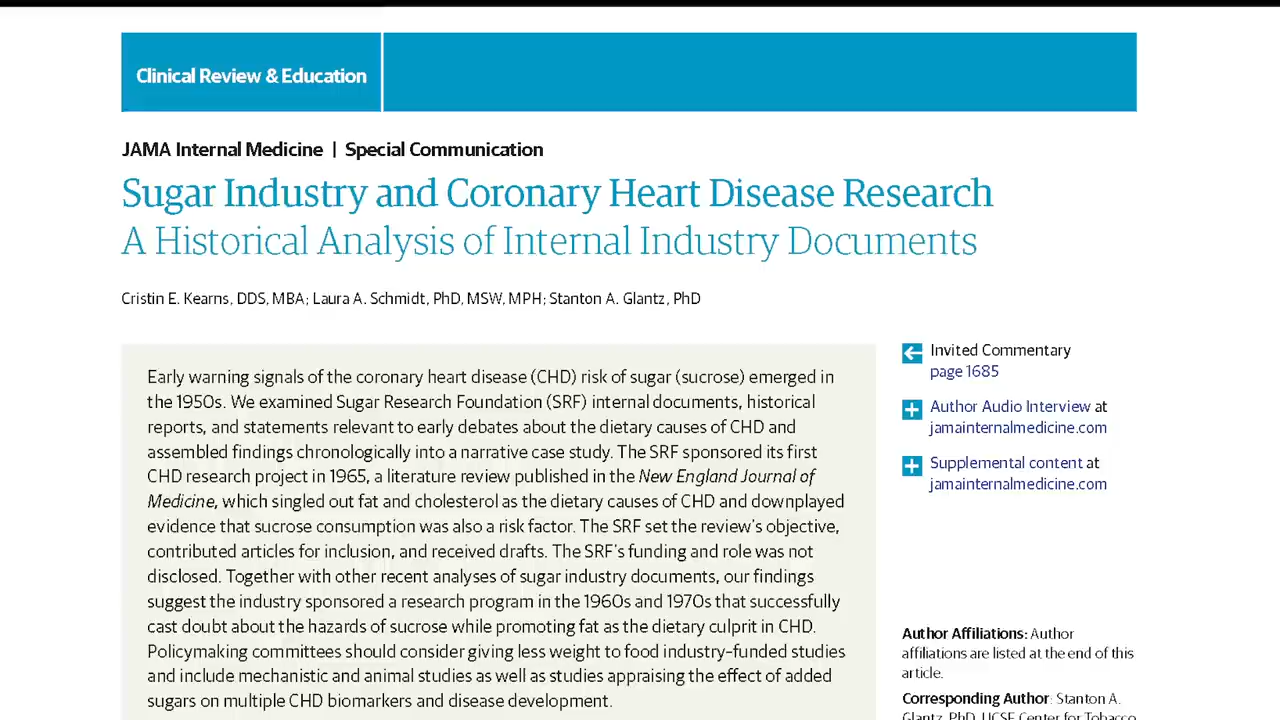 Clinical Review & Education
JAMA Internal Medicine | Special Communication
Sugar Industry and Coronary Heart Disease Research
A Historical Analysis of Internal Industry Documents
Cristin E. Kearns, DDS, MBA; Laura A. Schmidt, PhD, MSW, MPH; Stanton A. Glantz, PhD
Early warning signals of the coronary heart disease (CHD) risk of sugar (sucrose) emerged in
the 1950s. We examined Sugar Research Foundation (SRF) internal documents, historical
reports, and statements relevant to early debates about the dietary causes of CHD and
assembled findings chronologically into a narrative case study. The SRF sponsored its first
CHD research project in 1965, a literature review published in the New England Journal of
Medicine, which singled out fat and cholesterol as the dietary causes of CHD and downplayed
evidence that sucrose consumption was also a risk factor. The SRF set the review's objective,
contributed articles for inclusion, and received drafts. The SRF's funding and role was not
disclosed. Together with other recent analyses of sugar industry documents, our findings
suggest the industry sponsored a research program in the 1960s and 1970s that successfully
cast doubt about the hazards of sucrose while promoting fat as the dietary culprit in CHD.
Policymaking committees should consider giving less weight to food industry-funded studies
and include mechanistic and animal studies as well as studies appraising the effect of added
sugars on multiple CHD biomarkers and disease development.
Invited Commentary
page 1685
Author Audio Interview at
jamainternalmedicine.com
Supplemental content at
jamainternalmedicine.com
Author Affiliations: Author
affiliations are listed at the end of this
article.
Corresponding Author: Stanton A.
Glantz, PhD, UCSF Center for Tobacco